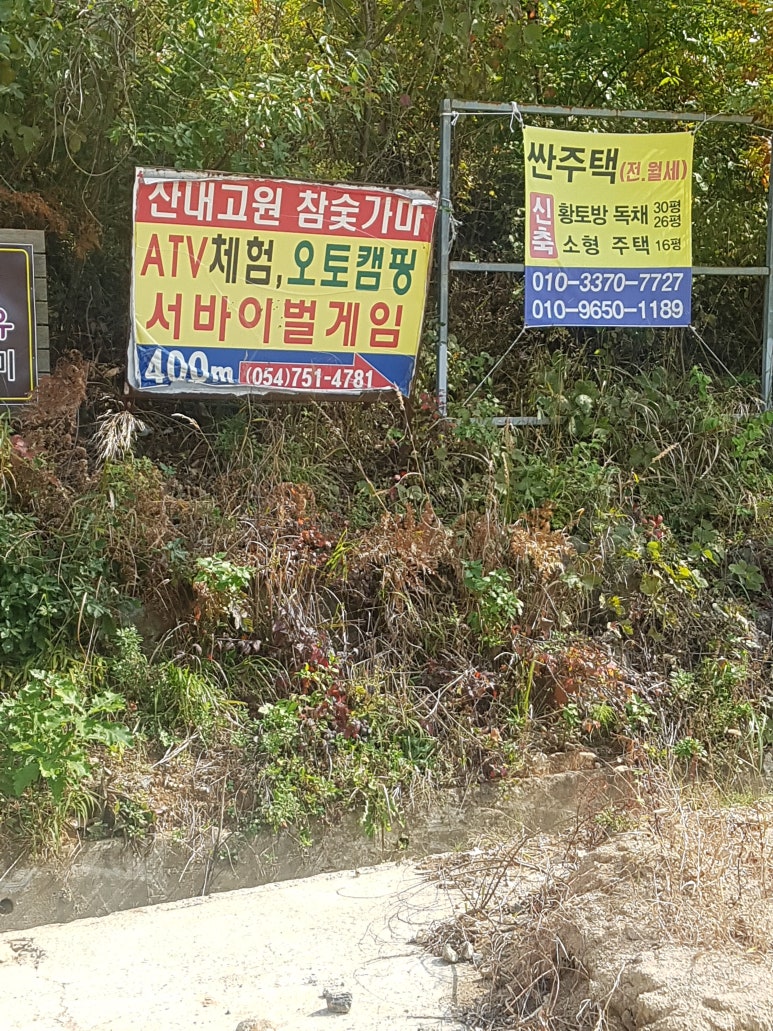 우
미
산내고원 참숯가마
ATV체험,오토캠핑
서바이벌게임
400m (054)751-4781
싼주택(전.월세)
신축
황토방 독채 30평 26평
소형 주택 16평
010-3370-7727
010-9650-1189